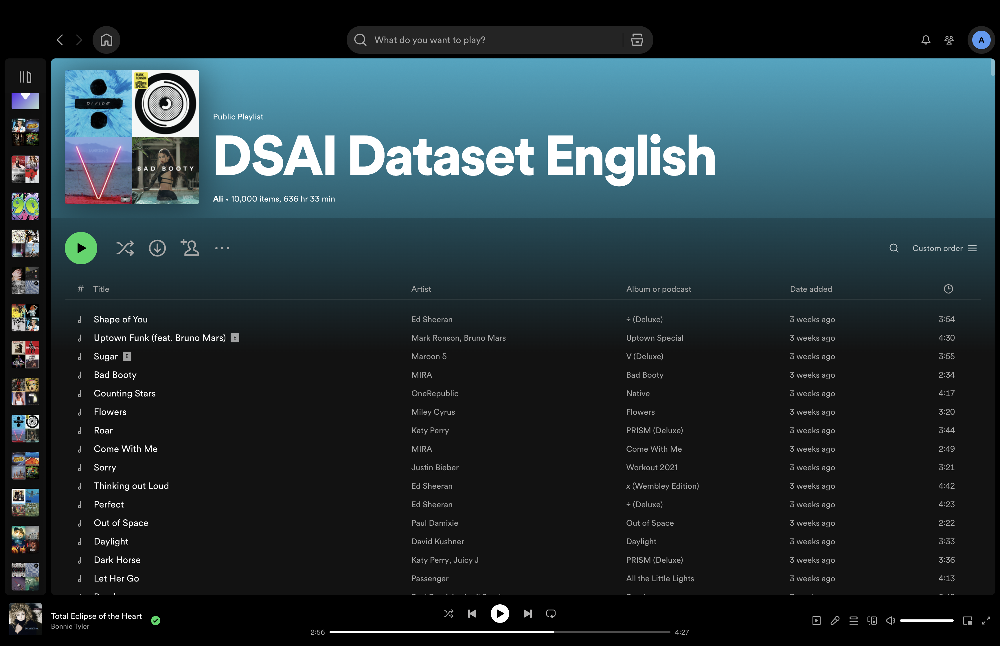 What do you want to play?
A
MARK
RONSON
UPTOWN
SPECIAL
DIVIDE
MAROON 5
BAD BOOTY
Public Playlist
DSAI Dataset English
Ali • 10,000 items, 636 hr 33 min
Custom order
# Title Artist Album or podcast Date added
Shape of You Ed Sheeran ÷ (Deluxe) 3 weeks ago 3:54
Uptown Funk (feat. Bruno Mars) E Mark Ronson, Bruno Mars Uptown Special 3 weeks ago 4:30
Sugar E Maroon 5 V (Deluxe) 3 weeks ago 3:55
Bad Booty MIRA Bad Booty 3 weeks ago 2:34
Counting Stars OneRepublic Native 3 weeks ago 4:17
Flowers Miley Cyrus Flowers 3 weeks ago 3:20
Roar Katy Perry PRISM (Deluxe) 3 weeks ago 3:44
Come With Me MIRA Come With Me 3 weeks ago 2:49
Sorry Justin Bieber Workout 2021 3 weeks ago 3:21
Thinking out Loud Ed Sheeran x (Wembley Edition) 3 weeks ago 4:42
Perfect Ed Sheeran ÷ (Deluxe) 3 weeks ago 4:23
Out of Space Paul Damixie Out of Space 3 weeks ago 2:22
Daylight David Kushner Daylight 3 weeks ago 3:33
Dark Horse Katy Perry, Juicy J PRISM (Deluxe) 3 weeks ago 3:36
Let Her Go Passenger All the Little Lights 3 weeks ago 4:13
Total Eclipse of the Heart
Bonnie Tyler
2:56 4:27